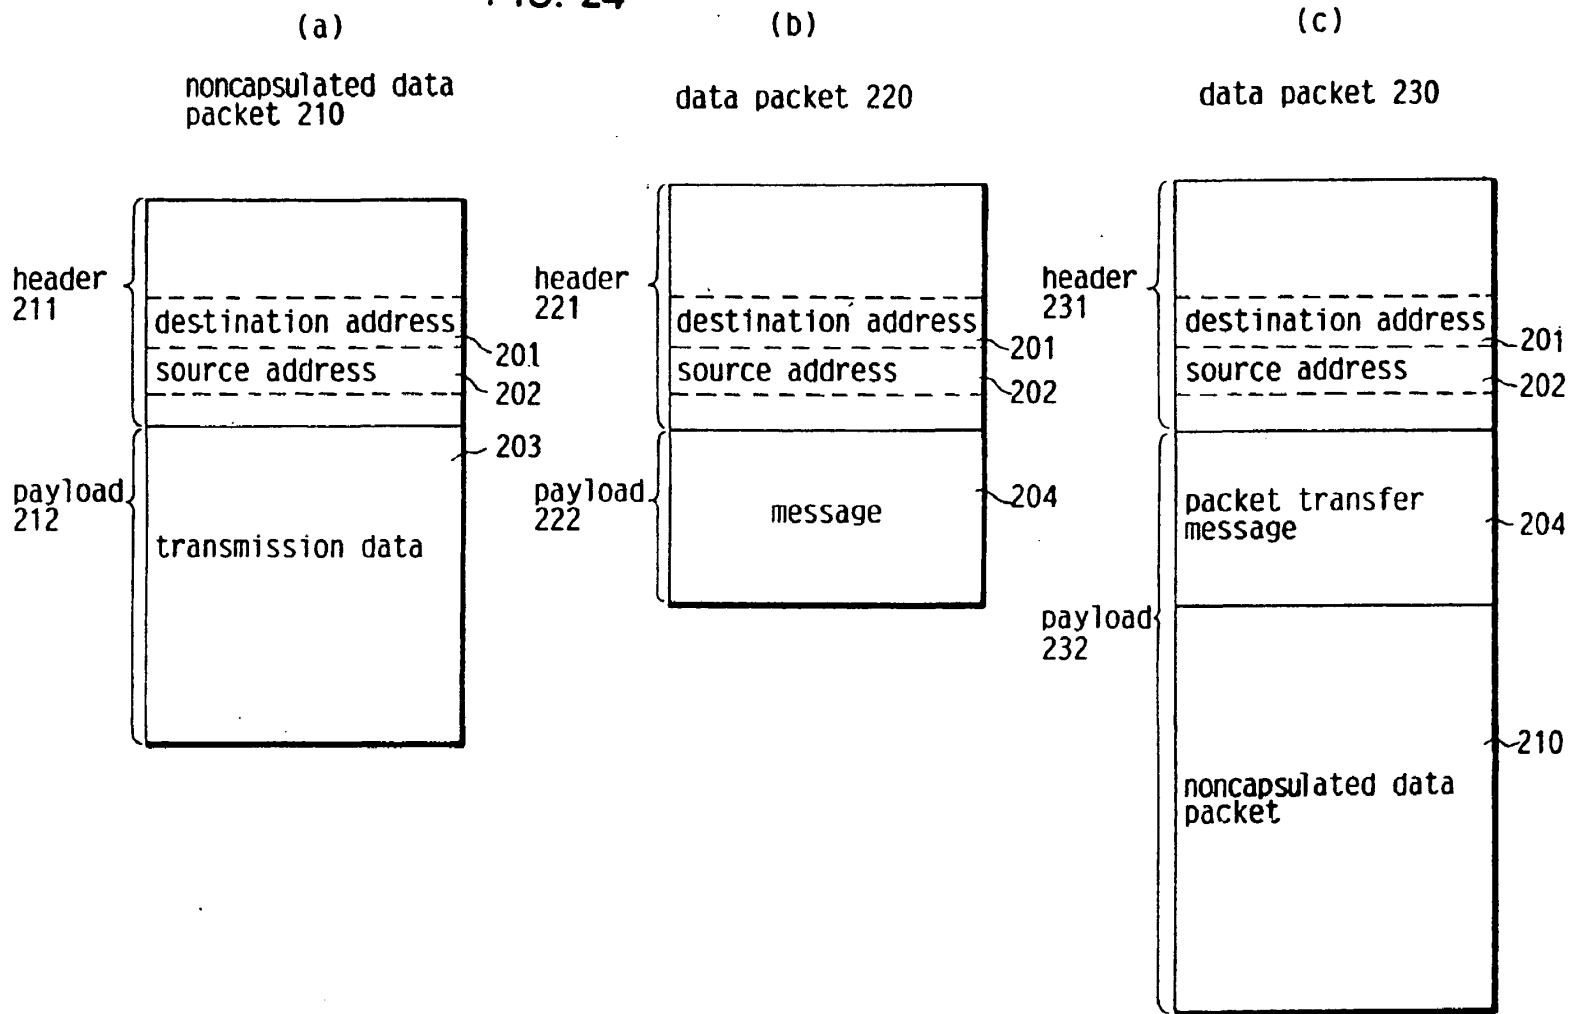 FIG. 24
(a)
noncapsulated data
packet 210
header
211
destination address
201
source address
202
203
payload
212
transmission data
(b)
data packet 220
header
221
destination address
201
source address
202
payload
222
message
204
(c)
data packet 230
header
231
destination address
201
source address
202
packet transfer
message
204
payload
232
210
noncapsulated data
packet